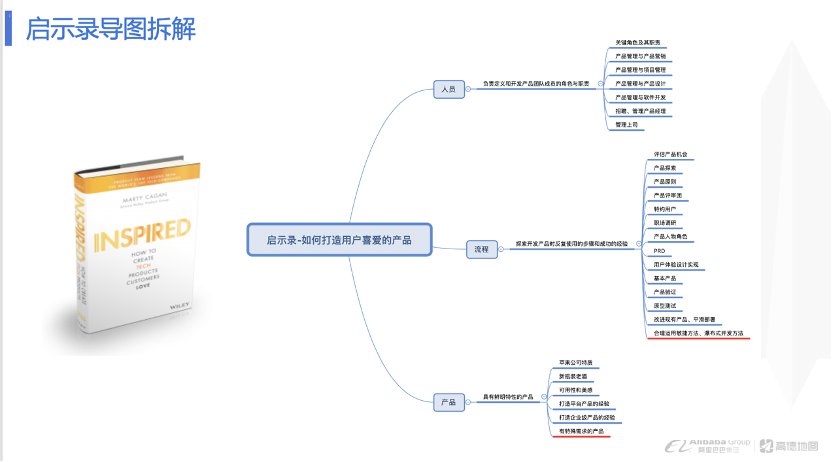 启示录导图拆解
MARTY CAGAN
INSPIRED
HOW TO
CREATE
TECH
PRODUCTS
CUSTOMERS
LOVE
WILEY
INSPIRED
启示录-如何打造用户喜爱的产品
人员
负责定义和开发产品团队成员的角色与职责
关键角色及其职责
产品管理与产品营销
产品管理与项目管理
产品管理与产品设计
产品管理与软件开发
招聘、管理产品经理
管理上司
流程
探索开发产品时反复使用的步骤和成功的经验
评估产品机会
产品探索
产品原则
产品评审团
特约用户
市场调研
产品人物角色
PRD
用户体验设计实现
基本产品
产品验证
原型测试
改进现有产品、平滑部署
合理运用敏捷方法、瀑布式开发方法
产品
具有鲜明特性的产品
苹果公司特质
新瓶装老酒
可用性和美感
打造平台产品的经验
打造企业级产品的经验
有特殊需求的产品
Alibaba Group
阿里巴巴集团
高德地图